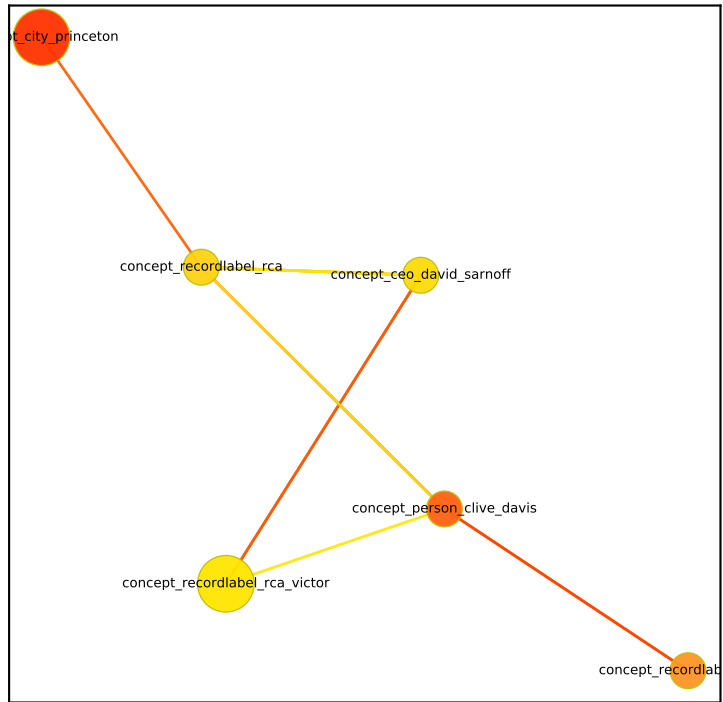 t_city_princeton
concept_recordlabel_rca
concept_ceo_david_sarnoff
concept_person_clive_davis
concept_recordlabel_rca_victor
concept_recordlab